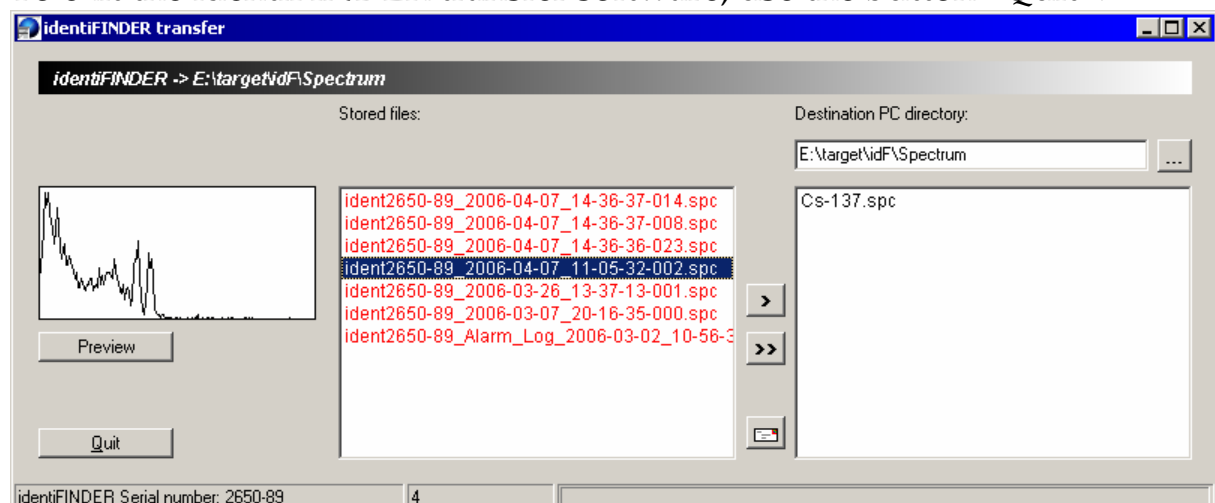 identiFINDER transfer
identiFINDER -> E:\target\idF\Spectrum
Stored files:
Destination PC directory:
E:\target\idF\Spectrum
...
ident2650-89_2006-04-07_14-36-37-014.spc
ident2650-89_2006-04-07_14-36-37-008.spc
ident2650-89_2006-04-07_14-36-36-023.spc
ident2650-89_2006-04-07_11-05-32-002.spc
ident2650-89_2006-03-26_13-37-13-001.spc
ident2650-89_2006-03-07_20-16-35-000.spc
ident2650-89_Alarm_Log_2006-03-02_10-56-3
Cs-137.spc
>
>>
Preview
Quit
identiFINDER Serial number: 2650-89
4